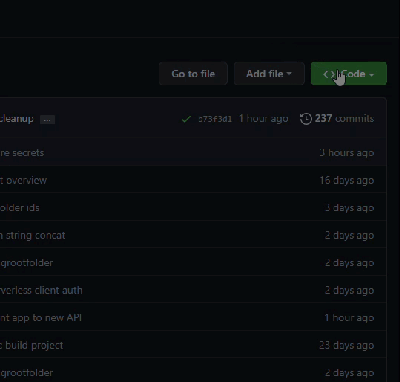 Go to file Add file Code
cleanup ... c73f3d1 1 hour ago 237 commits
re secrets 3 hours ago
t overview 16 days ago
older ids 3 days ago
n string concat 2 days ago
grootfolder 2 days ago
verless client auth 2 days ago
nt app to new API 1 hour ago
build project 23 days ago
grootfolder 2 days ago